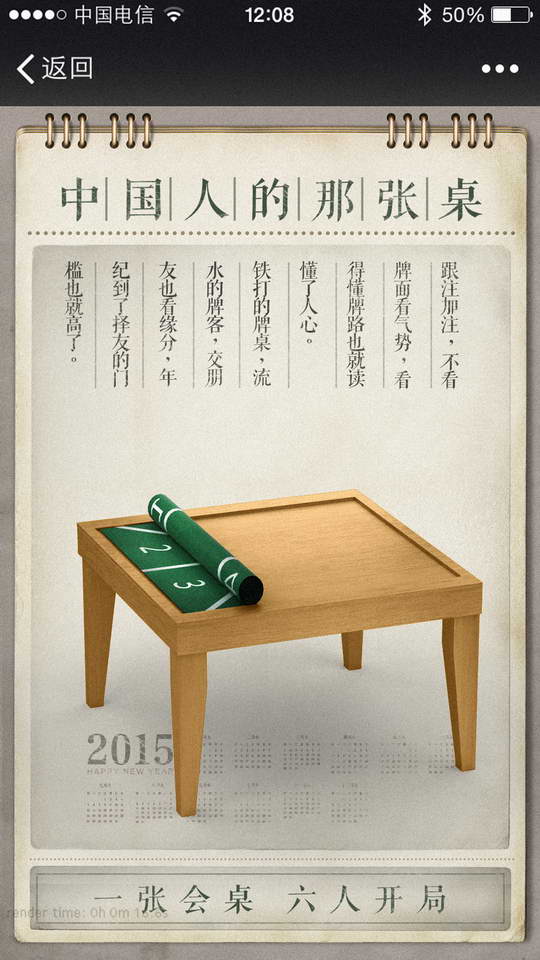 中国电信
12:08
50%
返回
中国人的那张桌
跟注加注，不看
牌面看气势，看
得懂牌路也就读
懂了人心。
铁打的牌桌，流
水的牌客，交朋
友也看缘分，年
纪到了择友的门
槛也就高了。
2
3
2015
HAPPY NEW YEAR
一张会桌 六人开局